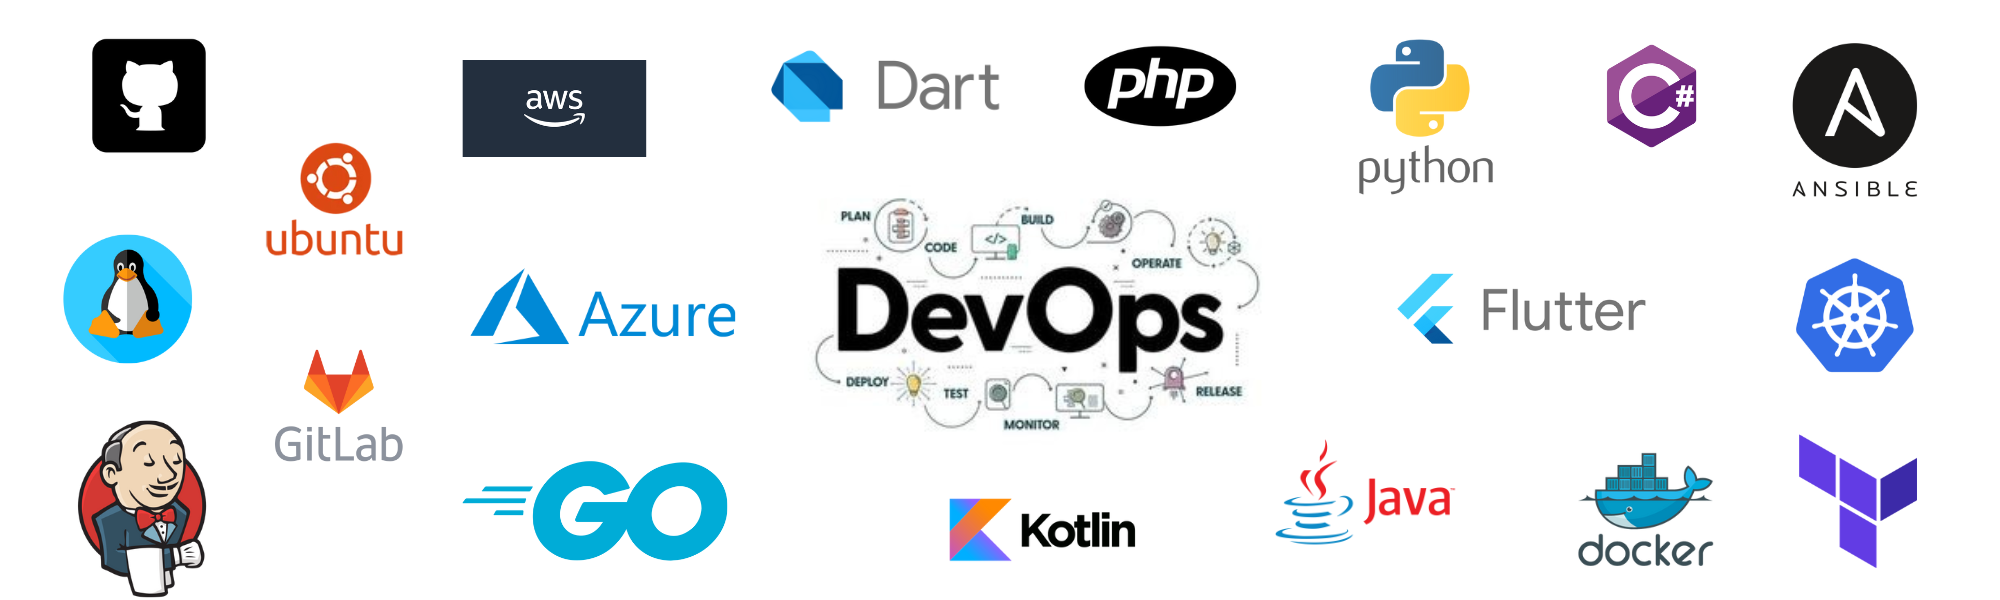 aws
Dart
php
python
C#
ANSIBLE
ubuntu
PLAN
CODE
</>
BUILD
OPERATE
DevOps
DEPLOY
TEST
MONITOR
RELEASE
Azure
Flutter
GitLab
GO
Kotlin
Java
docker